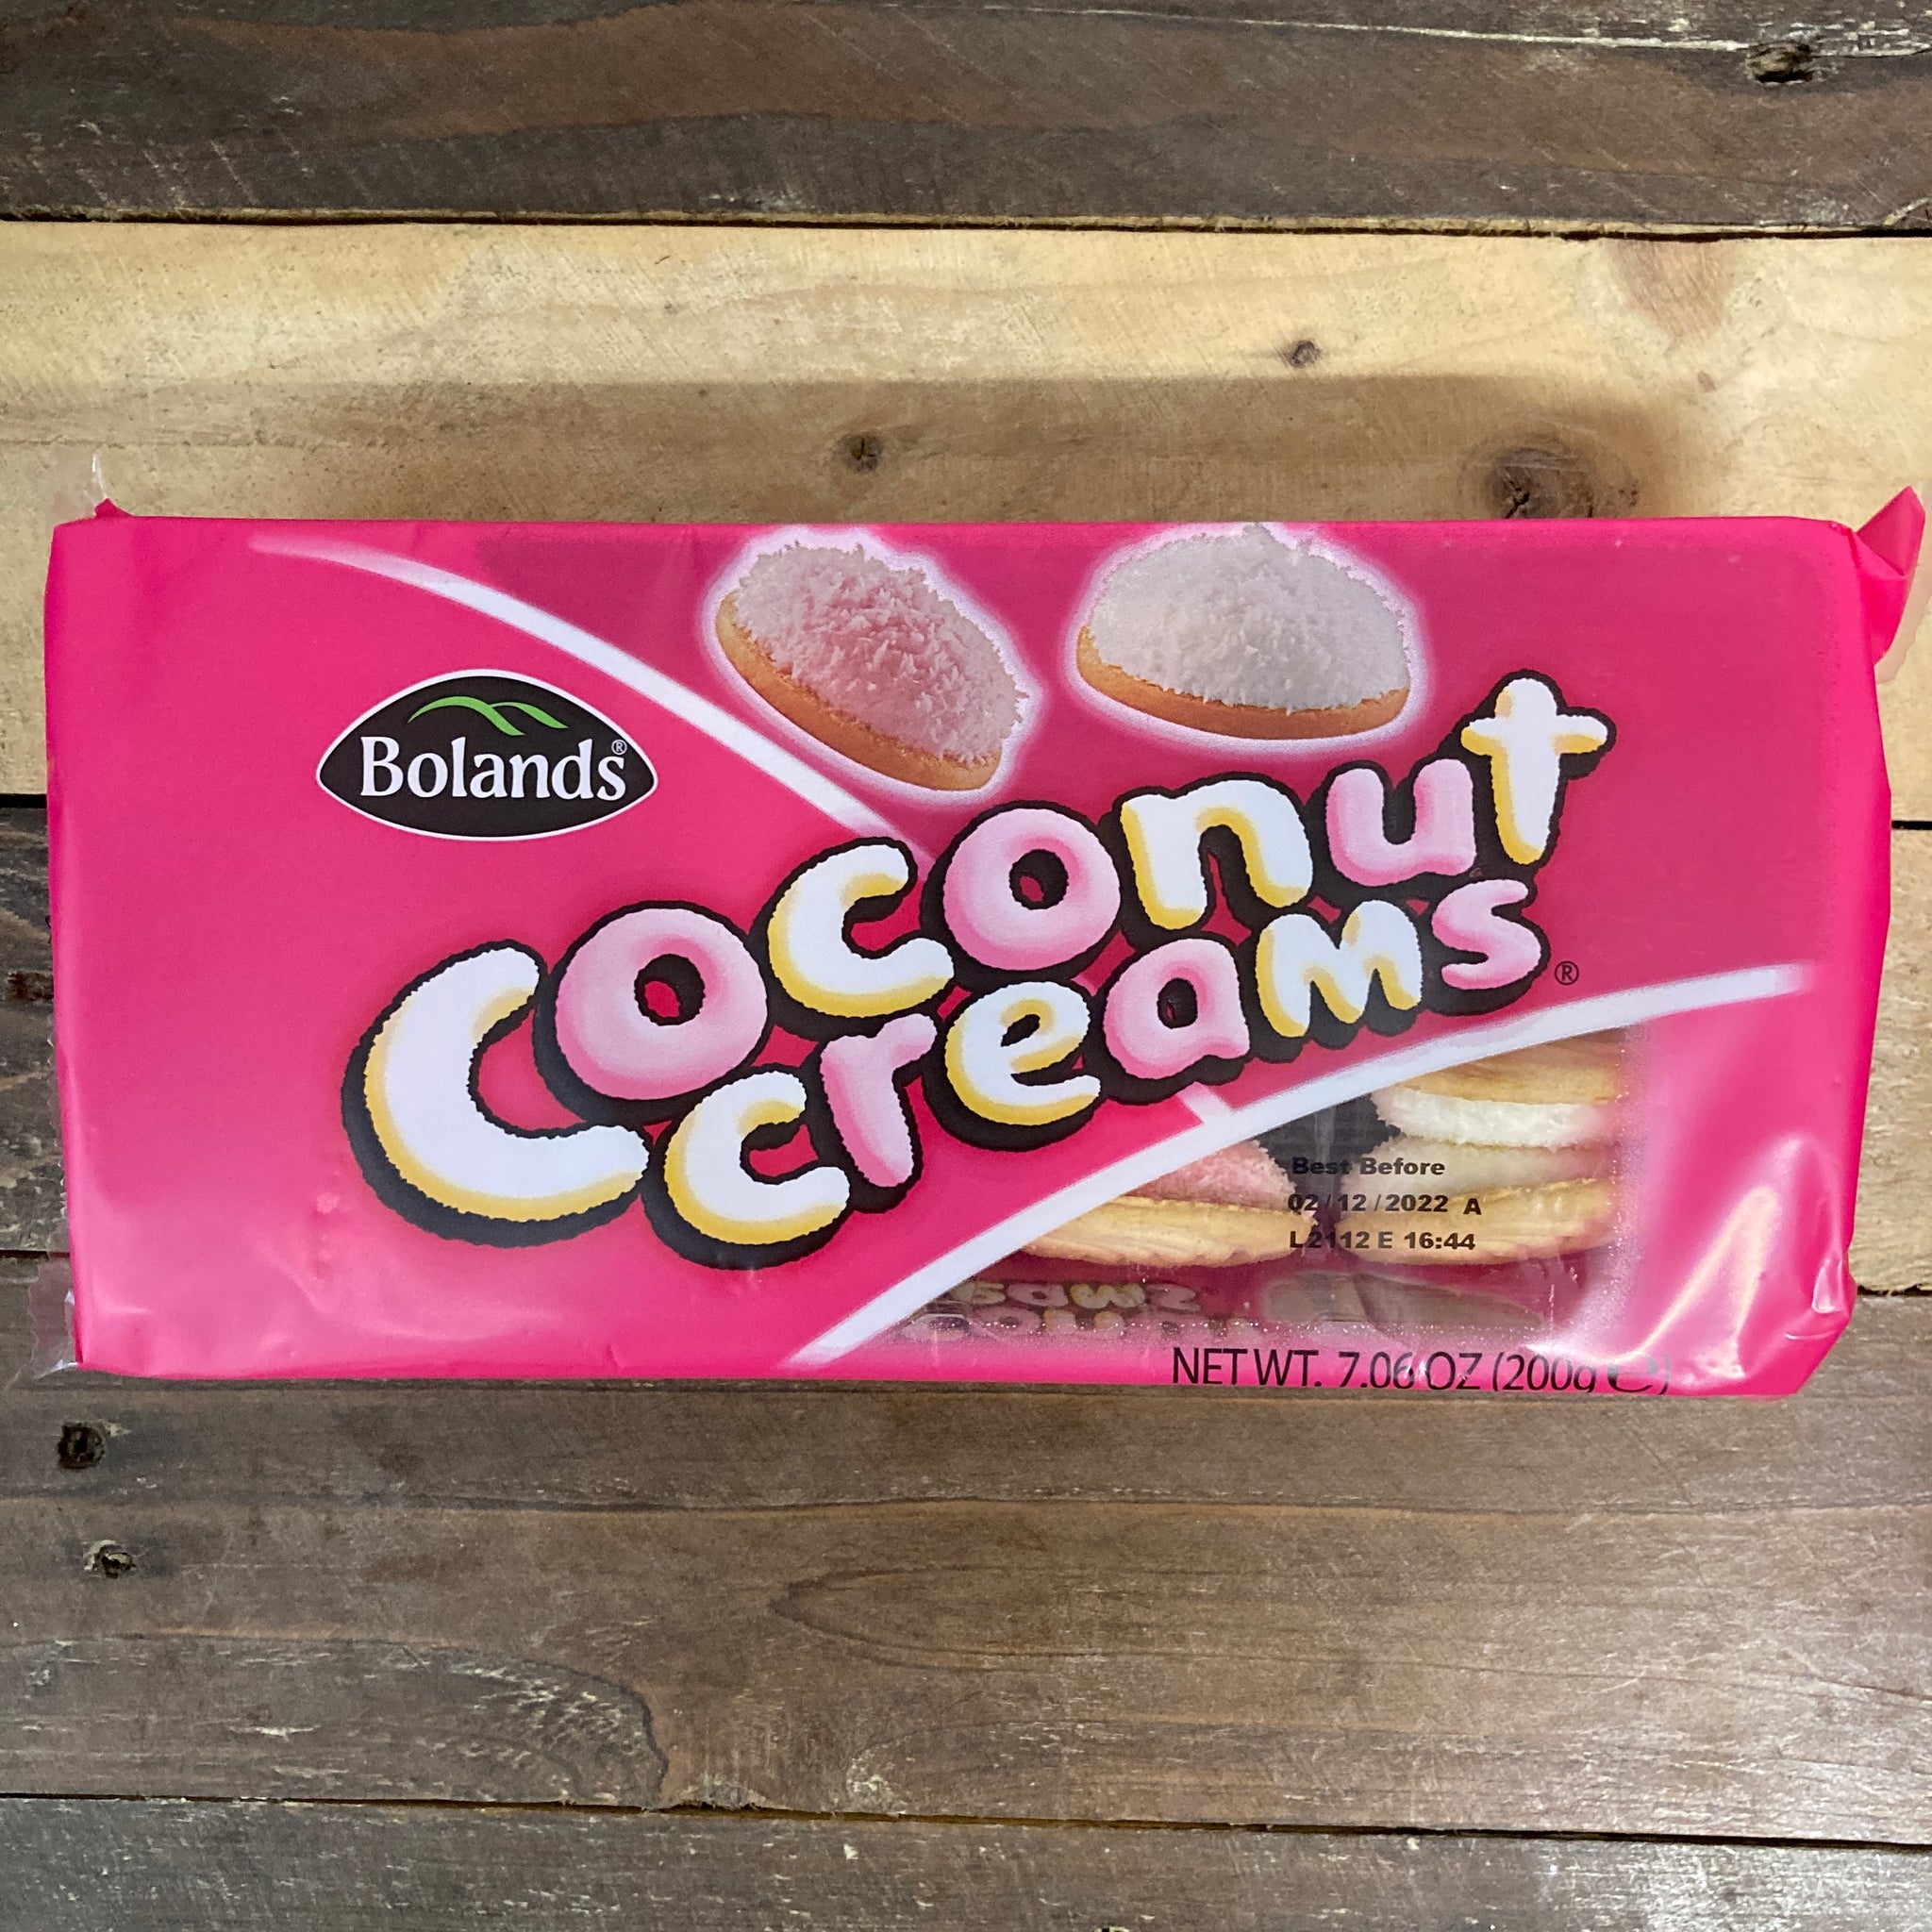 Bolands®
Coconut
Creams®
Best Before
02/12/2022 A
L2112 E 16:44
NET WT. 7.06 OZ (200g ℮)